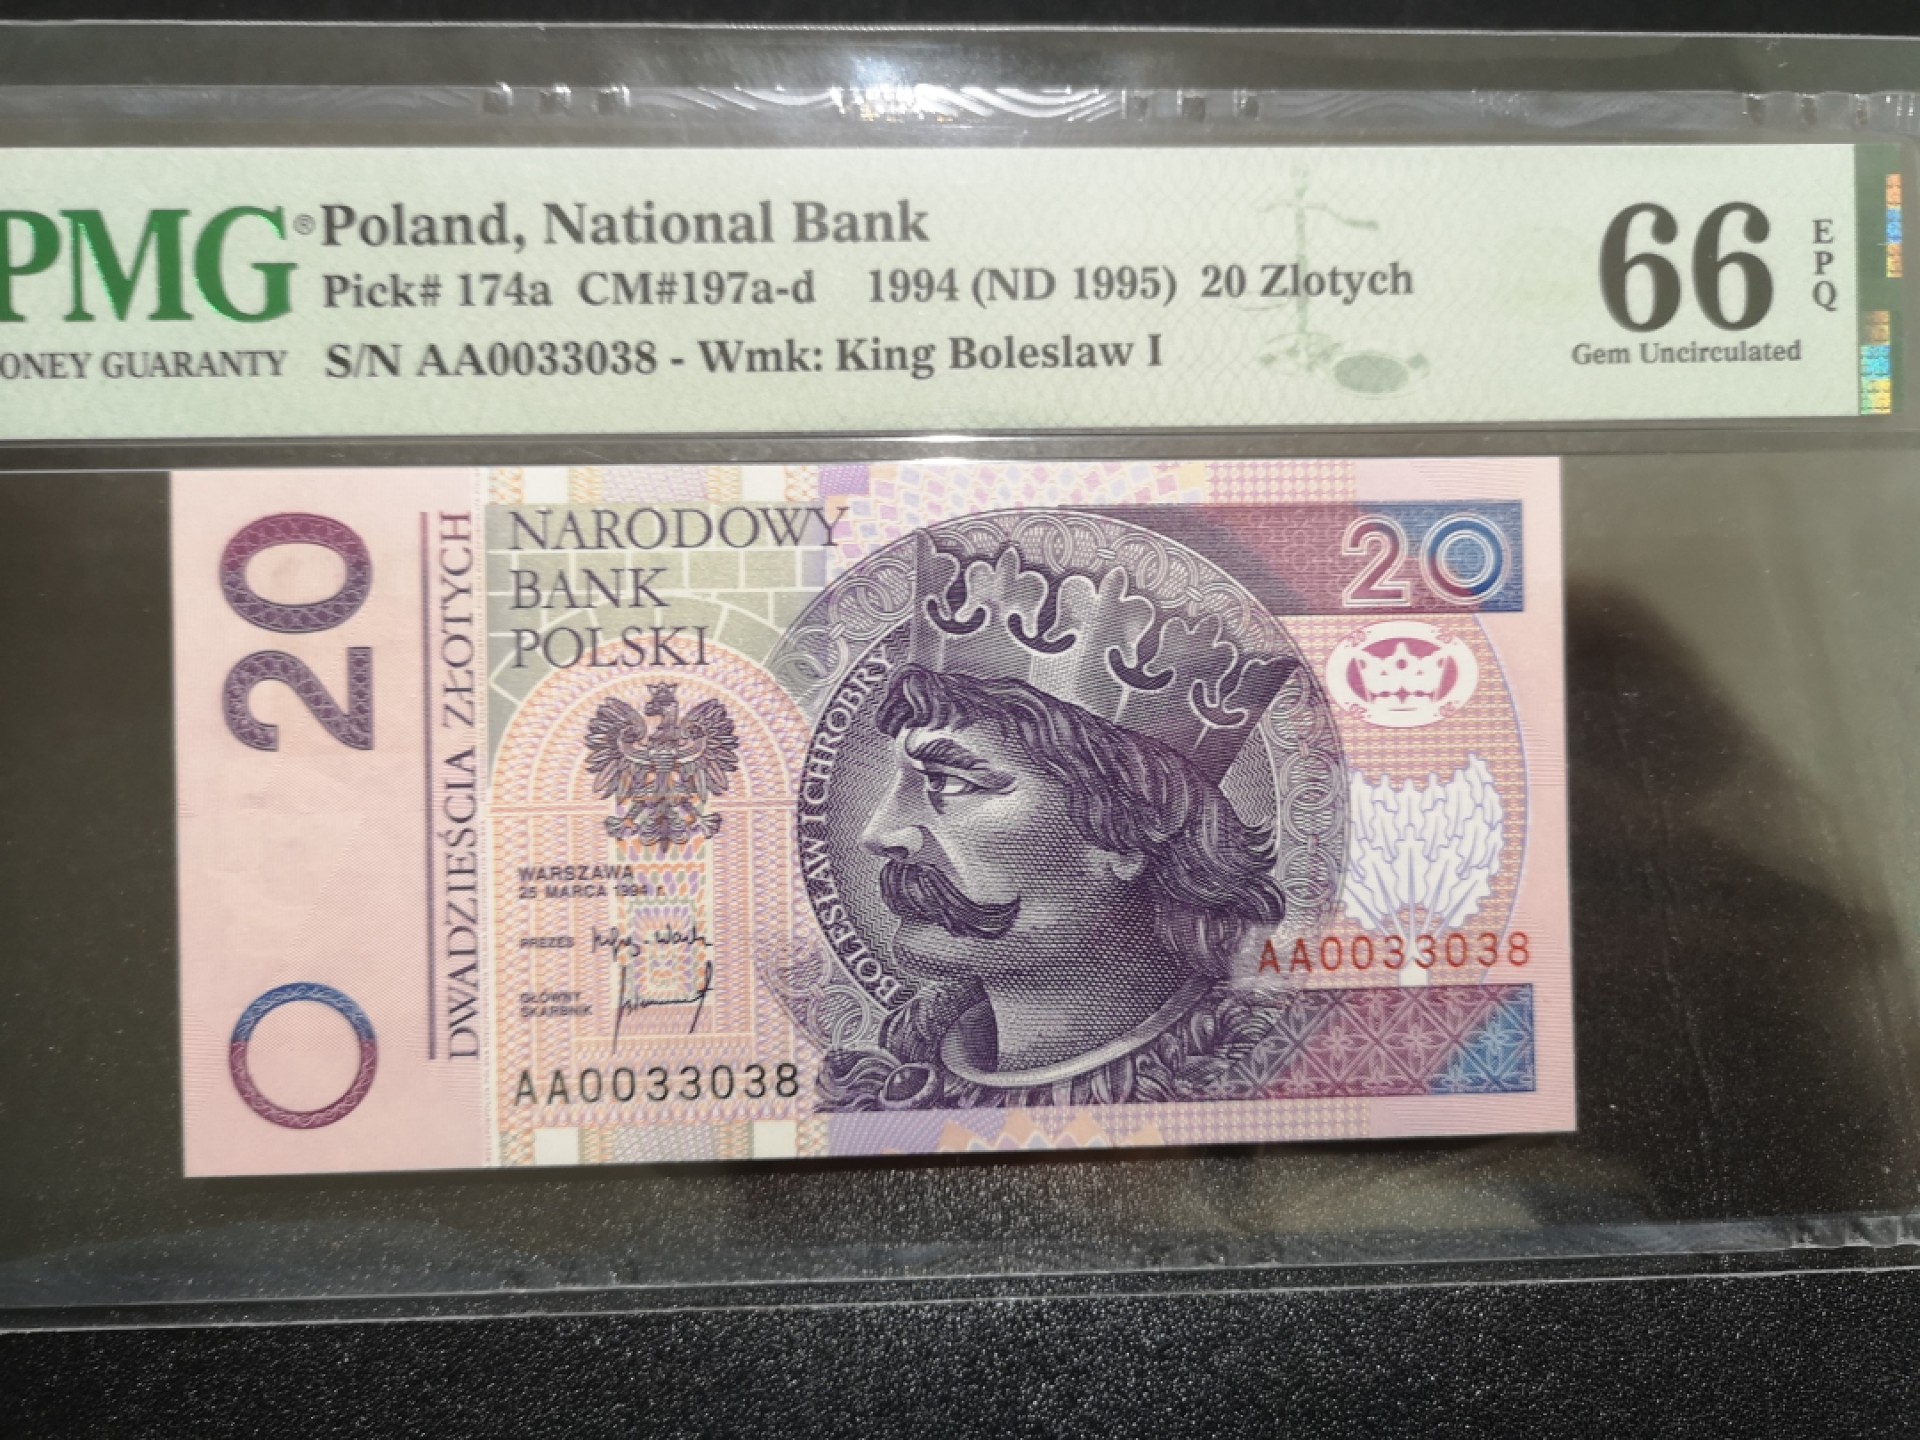 PMG®
ONEY GUARANTY
Poland, National Bank
Pick# 174a CM#197a-d 1994 (ND 1995) 20 Zlotych
S/N AA0033038 - Wmk: King Boleslaw I
66
EPQ
Gem Uncirculated
20
DWADZIEŚCIA ZŁOTYCH
NARODOWY
BANK
POLSKI
20
BOLESŁAW I CHROBRY
WARSZAWA
25 MARCA 1994 r.
PREZES
GŁÓWNY
SKARBNIK
AA0033038
AA0033038